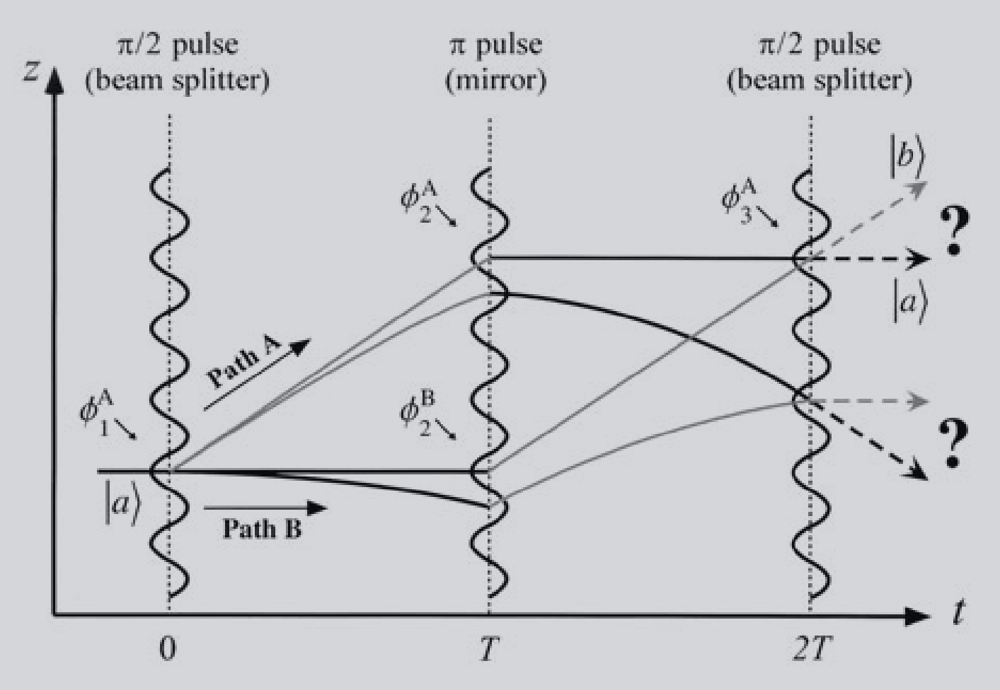 π/2 pulse
(beam splitter)
π pulse
(mirror)
π/2 pulse
(beam splitter)
z
|b⟩
ϕ₂ᴬ
ϕ₃ᴬ
?
|a⟩
Path A
ϕ₁ᴬ
ϕ₂ᴮ
?
|a⟩
Path B
t
0
T
2T